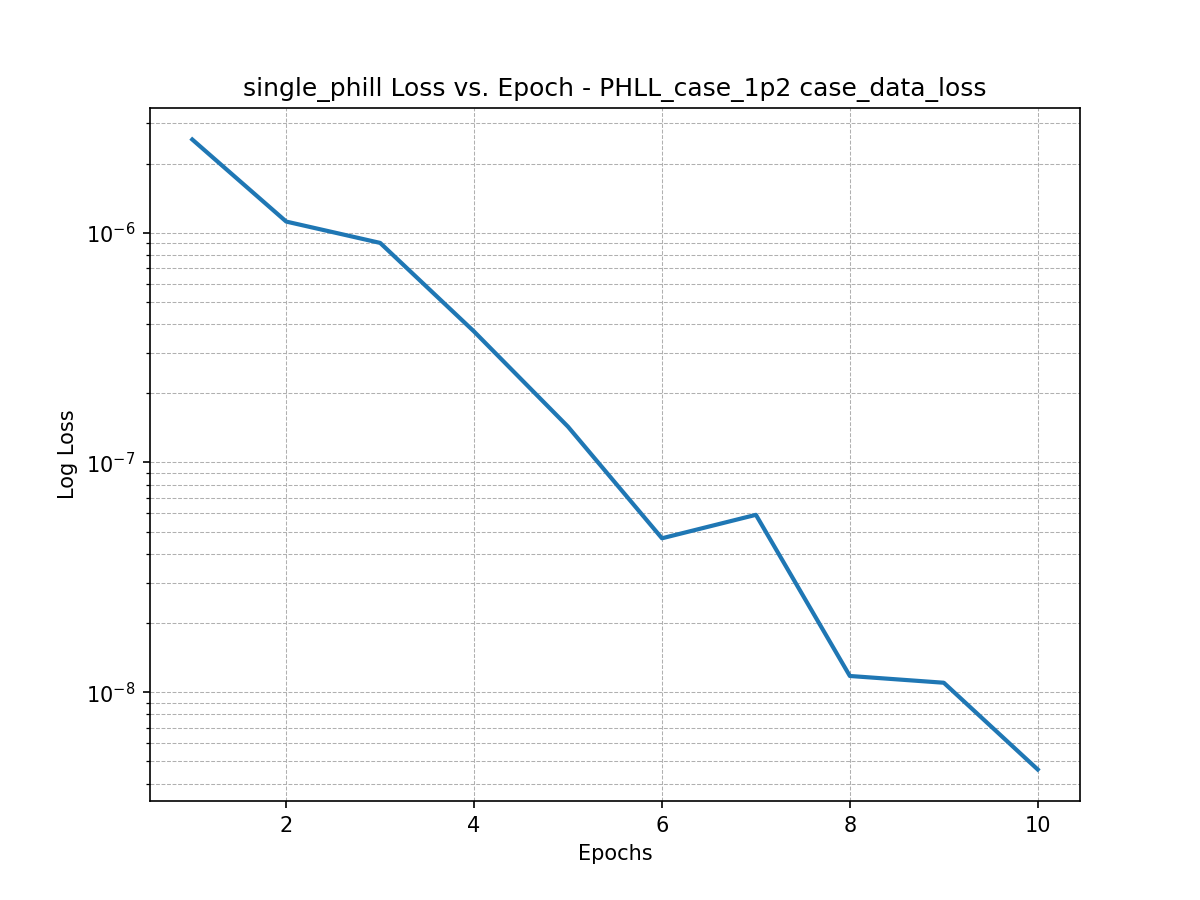 single_phill Loss vs. Epoch - PHLL_case_1p2 case_data_loss
Log Loss
10⁻⁶
10⁻⁷
10⁻⁸
2 4 6 8 10
Epochs